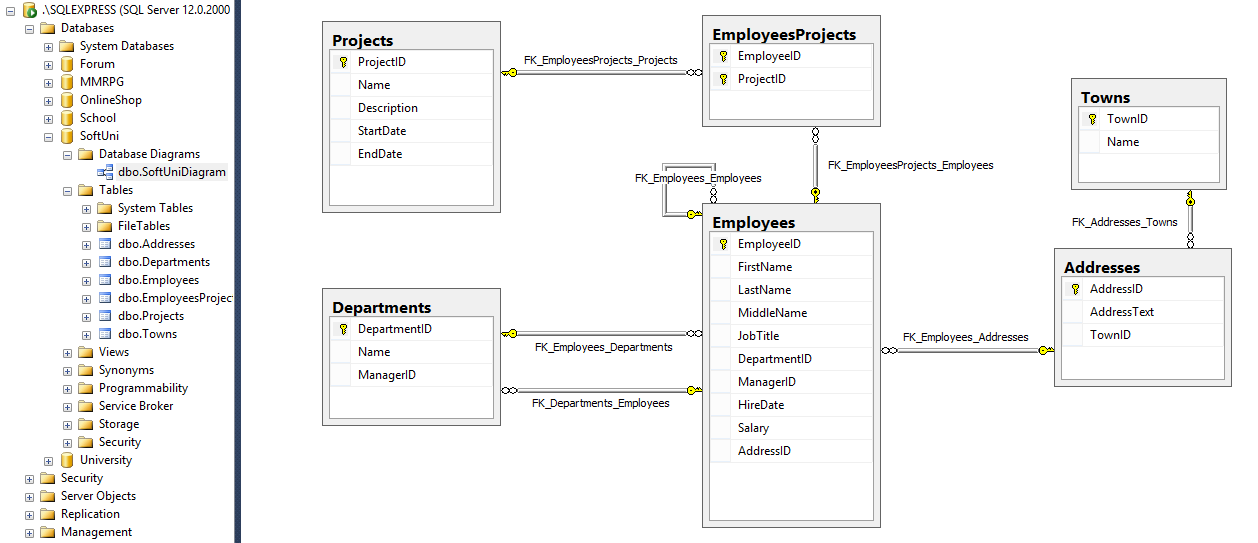 .\SQLEXPRESS (SQL Server 12.0.2000
Databases
System Databases
Forum
MMRPG
OnlineShop
School
SoftUni
Database Diagrams
dbo.SoftUniDiagram
Tables
System Tables
FileTables
dbo.Addresses
dbo.Departments
dbo.Employees
dbo.EmployeesProjec
dbo.Projects
dbo.Towns
Views
Synonyms
Programmability
Service Broker
Storage
Security
University
Security
Server Objects
Replication
Management
Projects
ProjectID
Name
Description
StartDate
EndDate
FK_EmployeesProjects_Projects
EmployeesProjects
EmployeeID
ProjectID
FK_EmployeesProjects_Employees
FK_Employees_Employees
Employees
EmployeeID
FirstName
LastName
MiddleName
JobTitle
DepartmentID
ManagerID
HireDate
Salary
AddressID
Departments
DepartmentID
Name
ManagerID
FK_Employees_Departments
FK_Departments_Employees
Towns
TownID
Name
FK_Addresses_Towns
Addresses
AddressID
AddressText
TownID
FK_Employees_Addresses